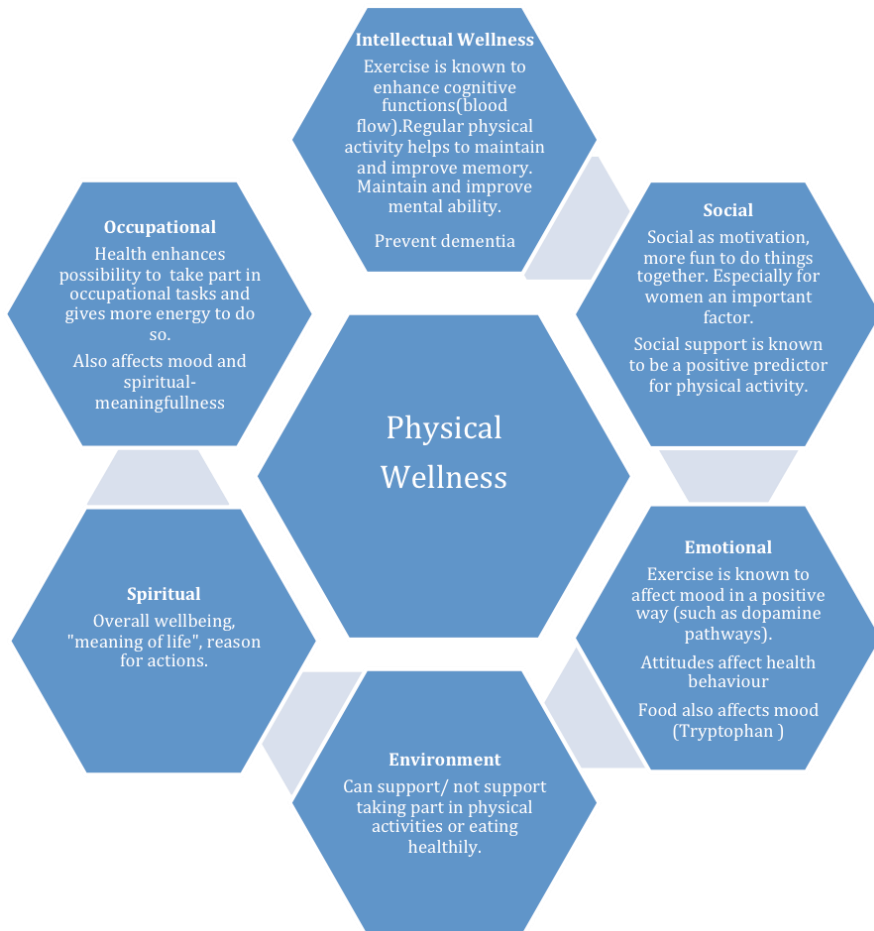 Intellectual Wellness
Exercise is known to
enhance cognitive
functions(blood
flow).Regular physical
activity helps to maintain
and improve memory.
Maintain and improve
mental ability.
Prevent dementia
Social
Social as motivation,
more fun to do things
together. Especially for
women an important
factor.
Social support is known
to be a positive predictor
for physical activity.
Emotional
Exercise is known to
affect mood in a positive
way (such as dopamine
pathways).
Attitudes affect health
behaviour
Food also affects mood
(Tryptophan )
Environment
Can support/ not support
taking part in physical
activities or eating
healthily.
Spiritual
Overall wellbeing,
"meaning of life", reason
for actions.
Occupational
Health enhances
possibility to  take part in
occupational tasks and
gives more energy to do
so.
Also affects mood and
spiritual-
meaningfullness
Physical
Wellness